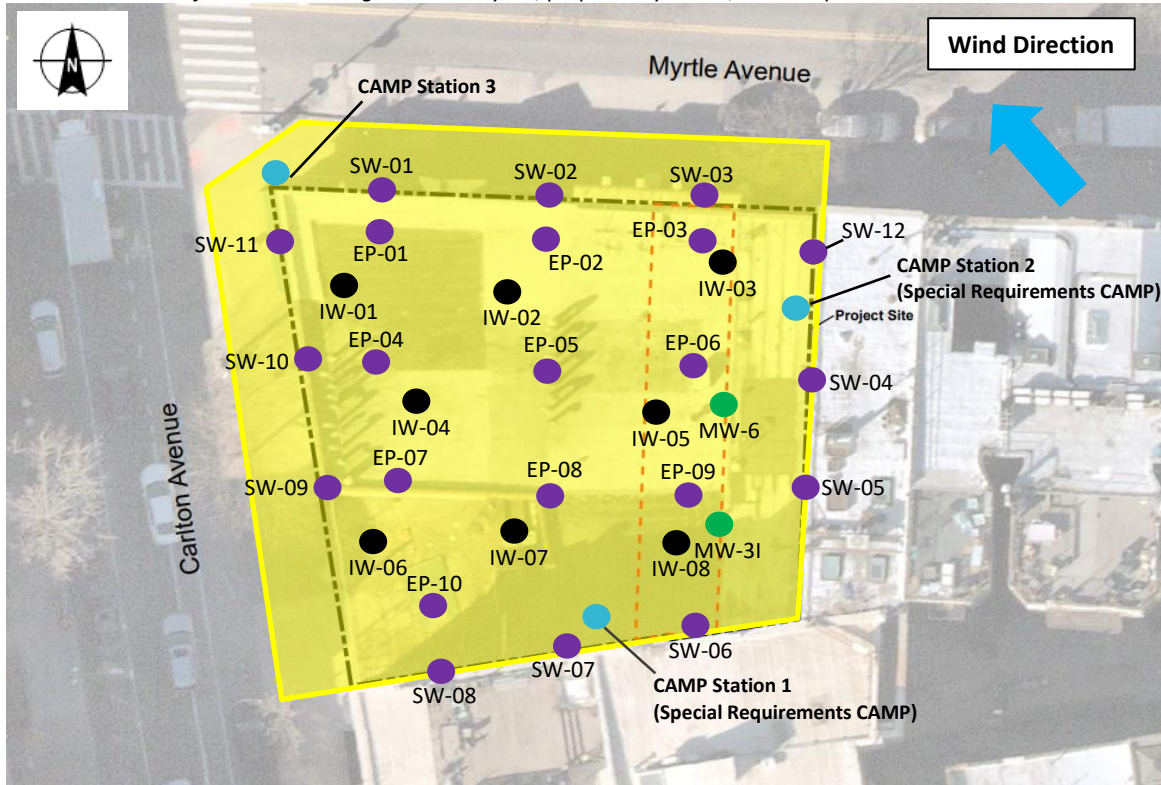 Wind Direction
Myrtle Avenue
N
CAMP Station 3
SW-01
SW-02
SW-03
SW-11
EP-01
EP-02
EP-03
SW-12
CAMP Station 2
(Special Requirements CAMP)
Project Site
IW-01
IW-02
IW-03
SW-10
EP-04
EP-05
EP-06
SW-04
IW-04
IW-05
MW-6
Carlton Avenue
SW-09
EP-07
EP-08
EP-09
SW-05
IW-06
IW-07
IW-08
MW-3I
EP-10
SW-08
SW-07
SW-06
CAMP Station 1
(Special Requirements CAMP)